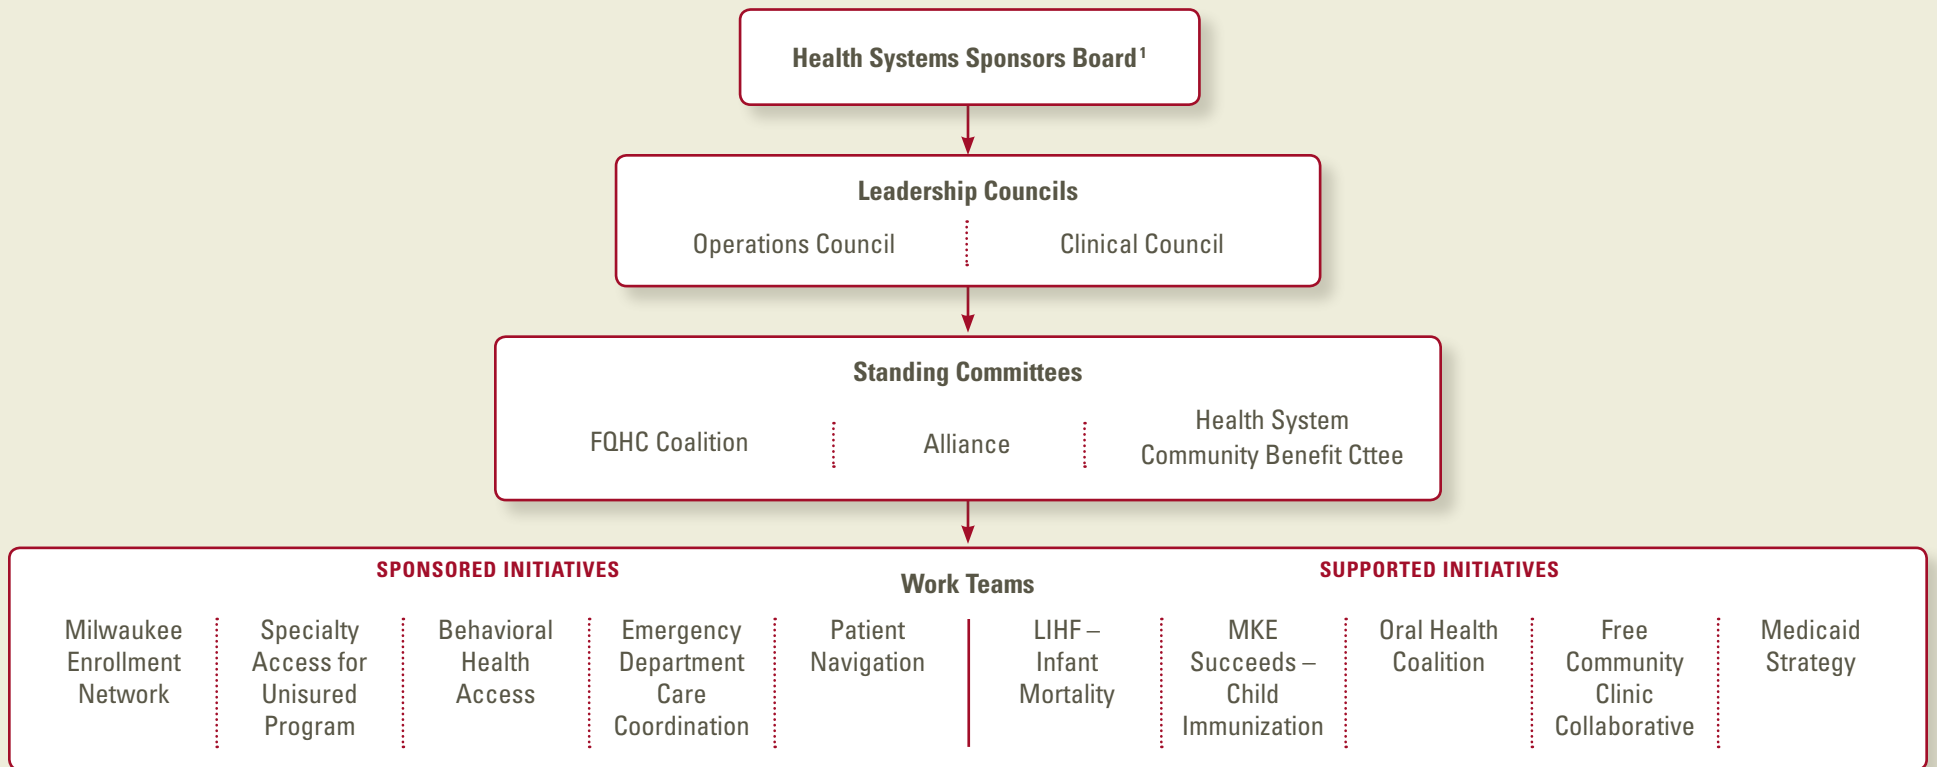 Health Systems Sponsors Board¹
Leadership Councils
Operations Council
Clinical Council
Standing Committees
FQHC Coalition
Alliance
Health System
Community Benefit Cttee
SPONSORED INITIATIVES
Work Teams
SUPPORTED INITIATIVES
Milwaukee
Enrollment
Network
Specialty
Access for
Unisured
Program
Behavioral
Health
Access
Emergency
Department
Care
Coordination
Patient
Navigation
LIHF –
Infant
Mortality
MKE
Succeeds –
Child
Immunization
Oral Health
Coalition
Free
Community
Clinic
Collaborative
Medicaid
Strategy